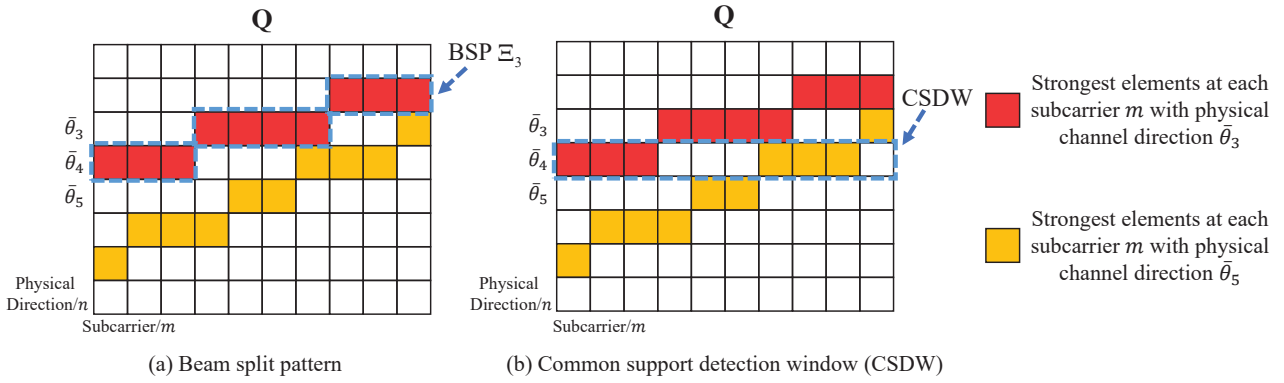 Q
BSP Ξ₃
θ̄₃
θ̄₄
θ̄₅
Physical
Direction/n
Subcarrier/m
(a) Beam split pattern
Q
CSDW
θ̄₃
θ̄₄
θ̄₅
Physical
Direction/n
Subcarrier/m
(b) Common support detection window (CSDW)
Strongest elements at each
subcarrier m with physical
channel direction θ̄₃
Strongest elements at each
subcarrier m with physical
channel direction θ̄₅